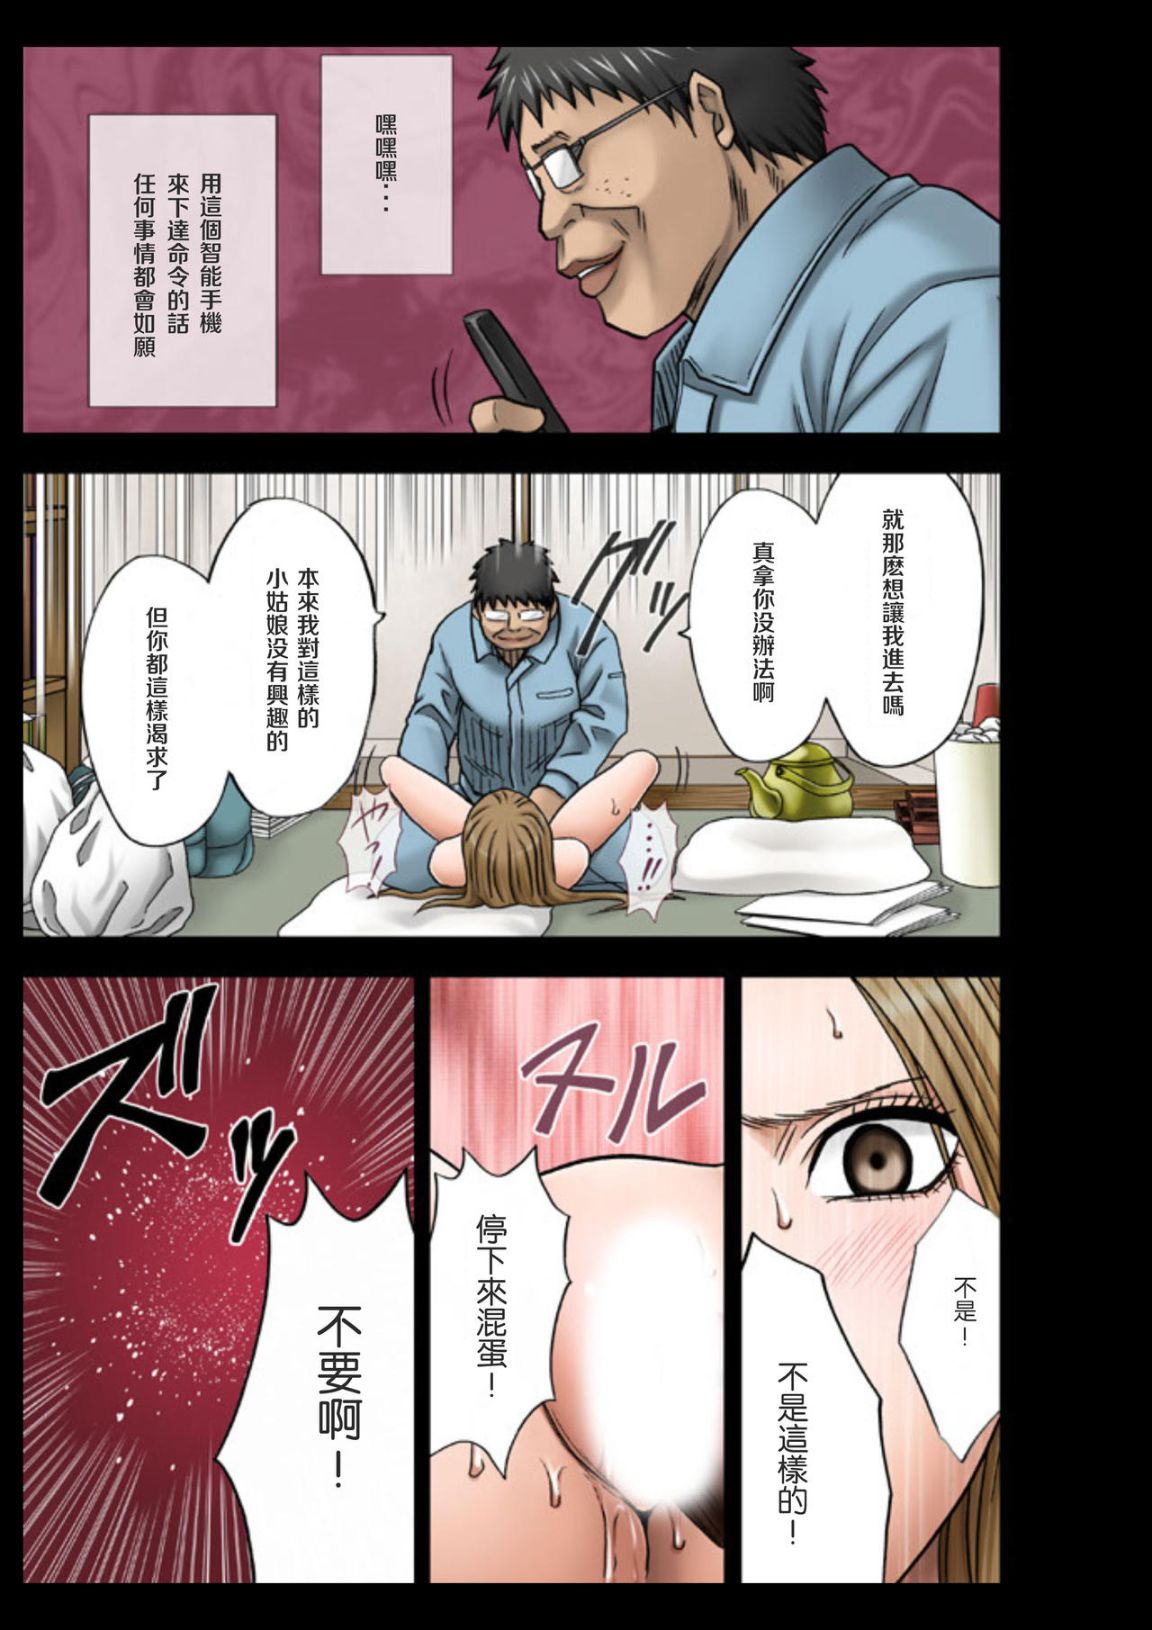 嘿嘿嘿…
用這個智能手機
來下達命令的話
任何事情都會如願
就那麽想讓我進去嗎
真拿你没辦法啊
グッ
本來我對這樣的
小姑娘没有興趣的
但你都這樣渴求了
…!!
やっ
不是！
不是這樣的！
ヌル
停下來混蛋！
ズッ
不要啊！